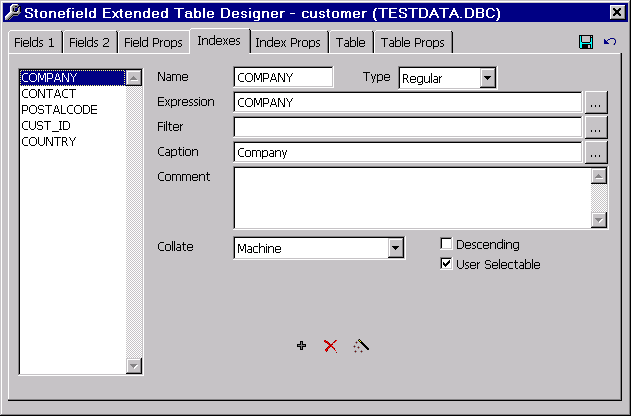 Stonefield Extended Table Designer - customer (TESTDATA.DBC)
Fields 1 Fields 2 Field Props Indexes Index Props Table Table Props
COMPANY
CONTACT
POSTALCODE
CUST_ID
COUNTRY
Name COMPANY Type Regular
Expression COMPANY ...
Filter ...
Caption Company ...
Comment
Collate Machine
Descending
User Selectable